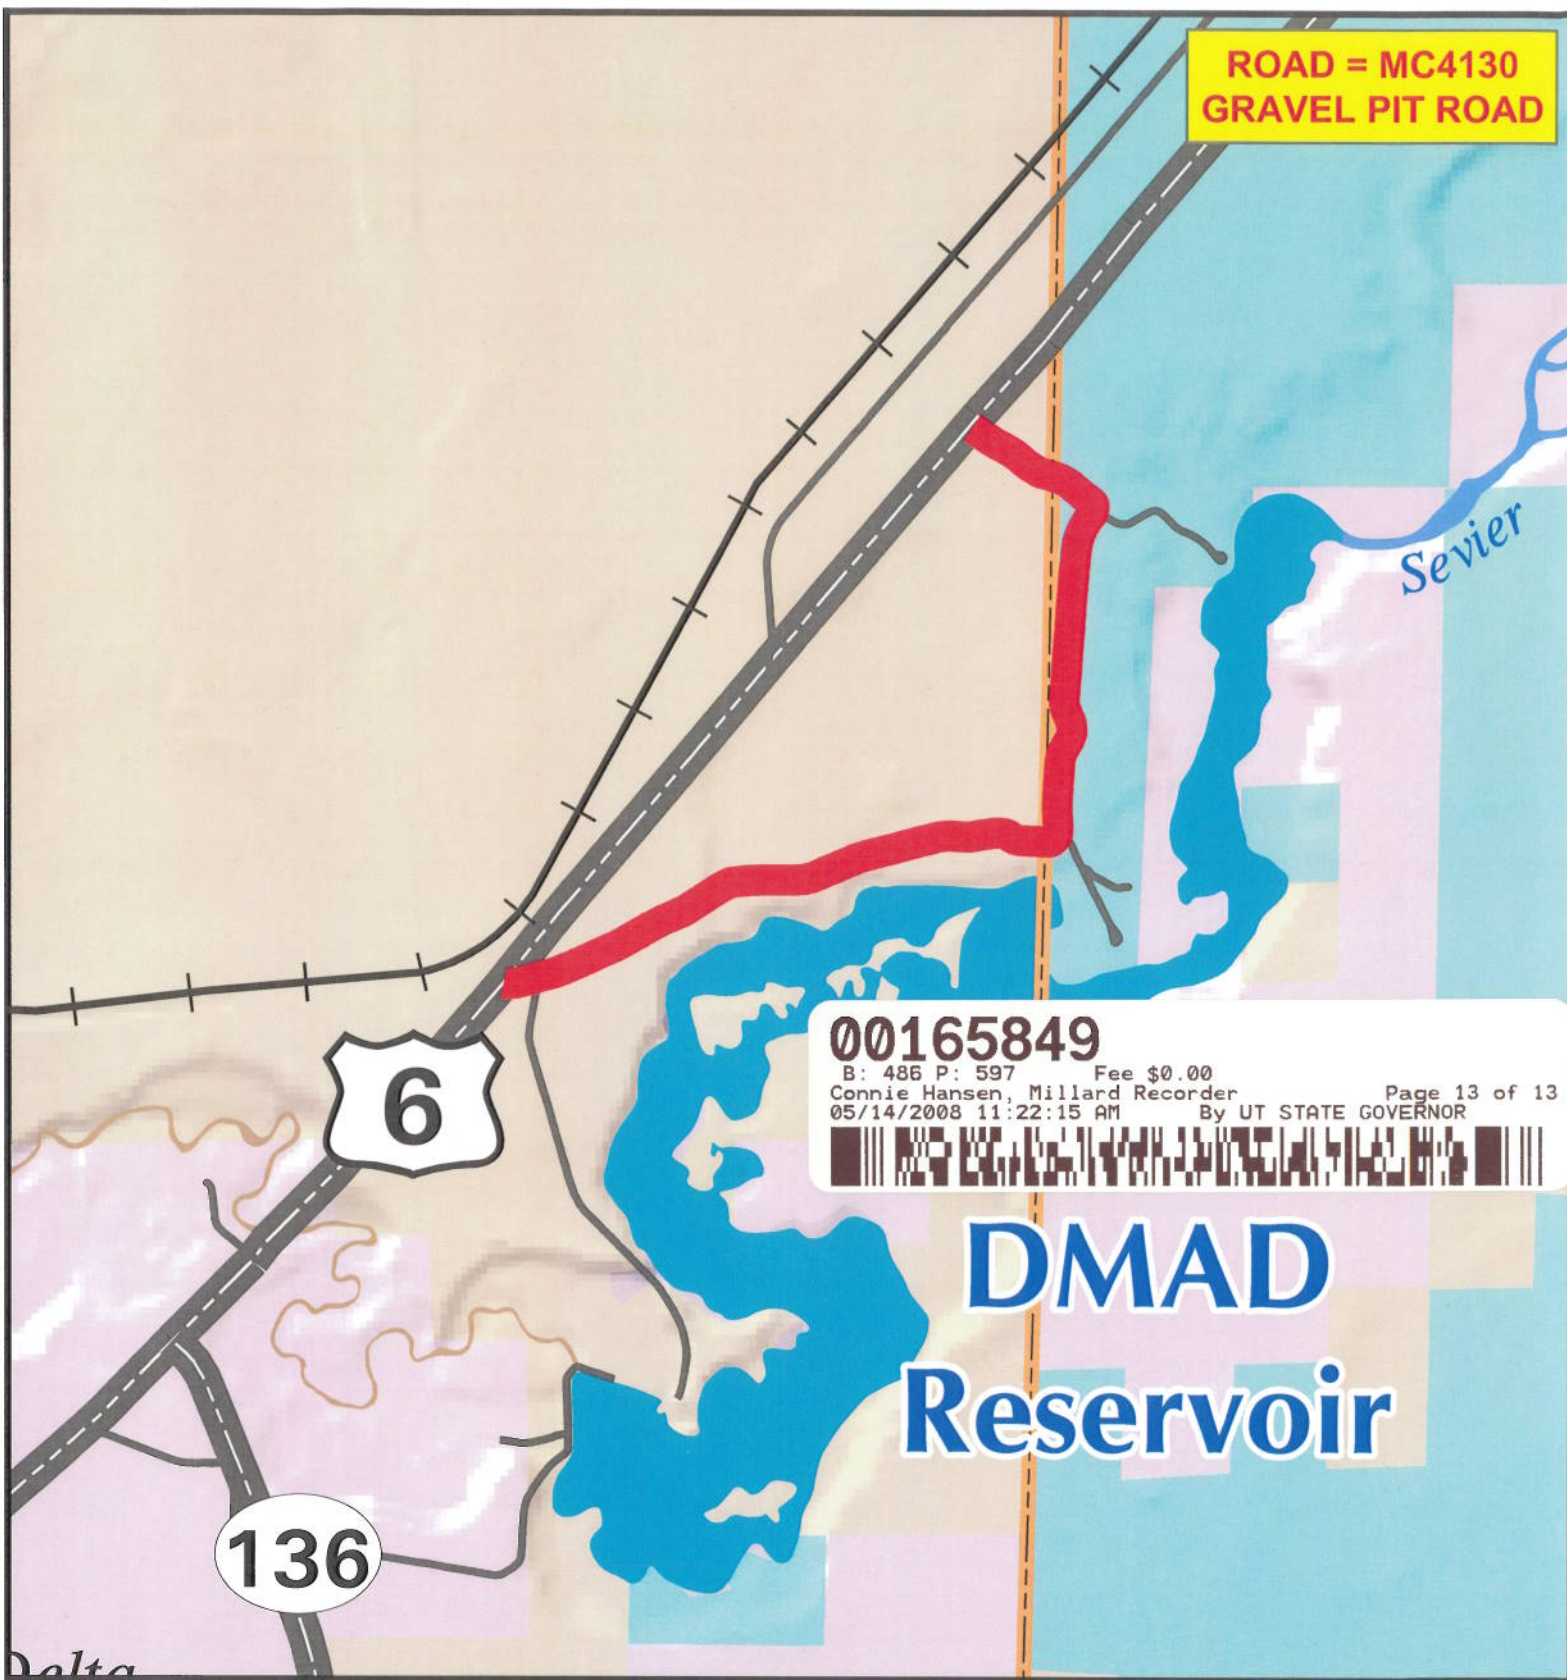 ROAD = MC4130
GRAVEL PIT ROAD
Sevier
00165849
B: 486 P: 597 Fee $0.00
Connie Hansen, Millard Recorder Page 13 of 13
05/14/2008 11:22:15 AM By UT STATE GOVERNOR
6
DMAD
Reservoir
136
Delta